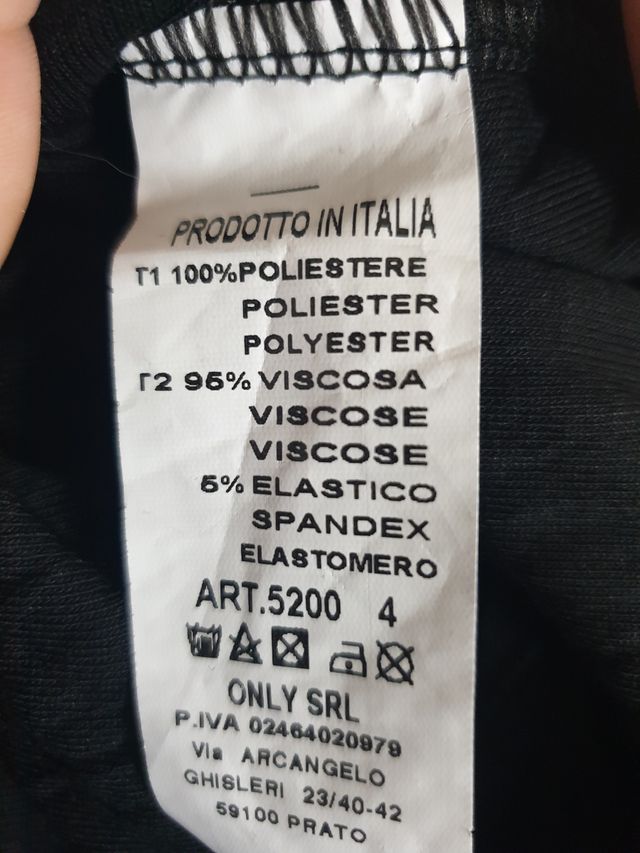 PRODOTTO IN ITALIA
T1 100%POLIESTERE
POLIESTER
POLYESTER
T2 95% VISCOSA
VISCOSE
VISCOSE
5% ELASTICO
SPANDEX
ELASTOMERO
ART.5200 4
ONLY SRL
P.IVA 02464020979
Via ARCANGELO
GHISLERI 23/40-42
59100 PRATO